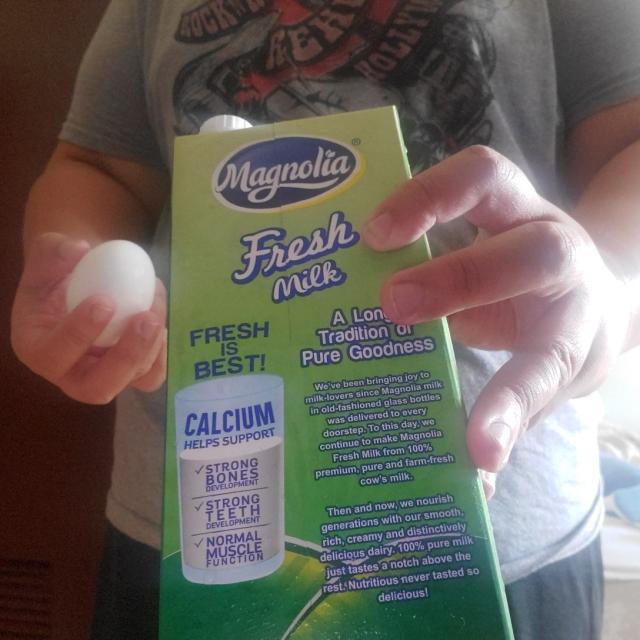 ROCKW
REHE
HOLLYW
Magnolia®
Fresh
Milk
FRESH
IS
BEST!
CALCIUM
HELPS SUPPORT
✓STRONG
BONES
DEVELOPMENT
✓STRONG
TEETH
DEVELOPMENT
✓NORMAL
MUSCLE
FUNCTION
A Long
Tradition of
Pure Goodness
We've been bringing joy to
milk-lovers since Magnolia milk
in old-fashioned glass bottles
was delivered to every
doorstep. To this day, we
continue to make Magnolia
Fresh Milk from 100%
premium, pure and farm-fresh
cow's milk.
Then and now, we nourish
generations with our smooth,
rich, creamy and distinctively
delicious dairy. 100% pure milk
just tastes a notch above the
rest. Nutritious never tasted so
delicious!